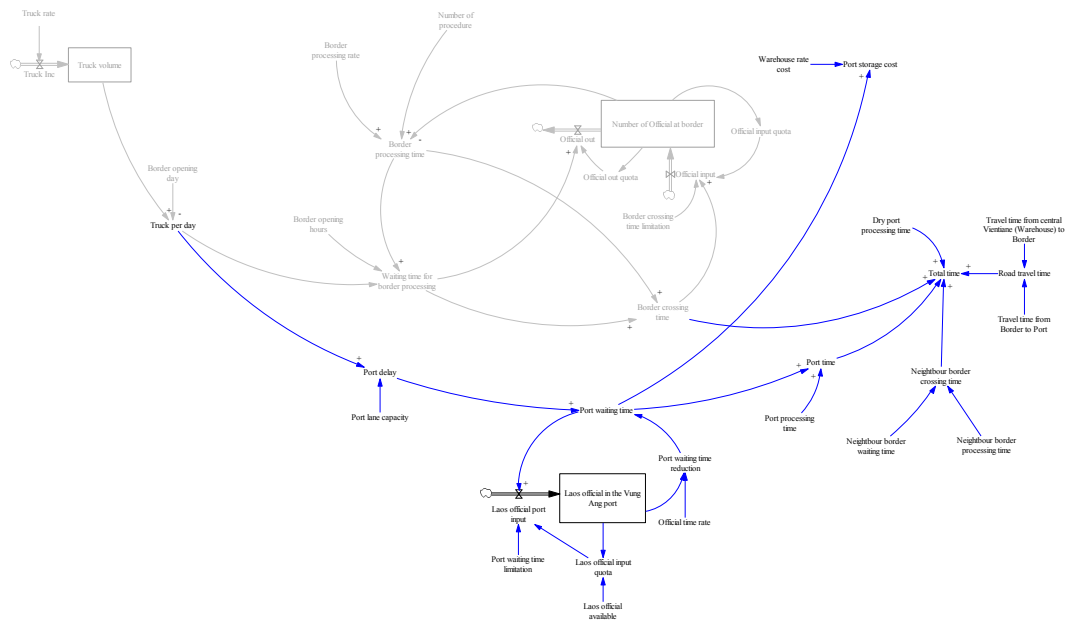 Truck rate
Truck Inc
Truck volume
Border
processing rate
Number of
procedure
+
+
-
Border
processing time
Number of Official at border
Official out
+
Official out quota
Official input
+
Official input quota
Border crossing
time limitation
Warehouse rate
cost
Port storage cost
+
Border opening
day
+
-
Truck per day
Border opening
hours
+
Waiting time for
border processing
+
Border crossing
time
+
Dry port
processing time
Travel time from central
Vientiane (Warehouse) to
Border
+
+
+
+
Total time
Road travel time
Travel time from
Border to Port
+
Port delay
Port lane capacity
+
Port waiting time
+
+
Port time
Port processing
time
Neighbour border
crossing time
Neighbour border
waiting time
Neighbour border
processing time
Port waiting time
reduction
+
Laos official port
input
Laos official in the Vung
Ang port
Official time rate
Port waiting time
limitation
Laos official input
quota
Laos official
available